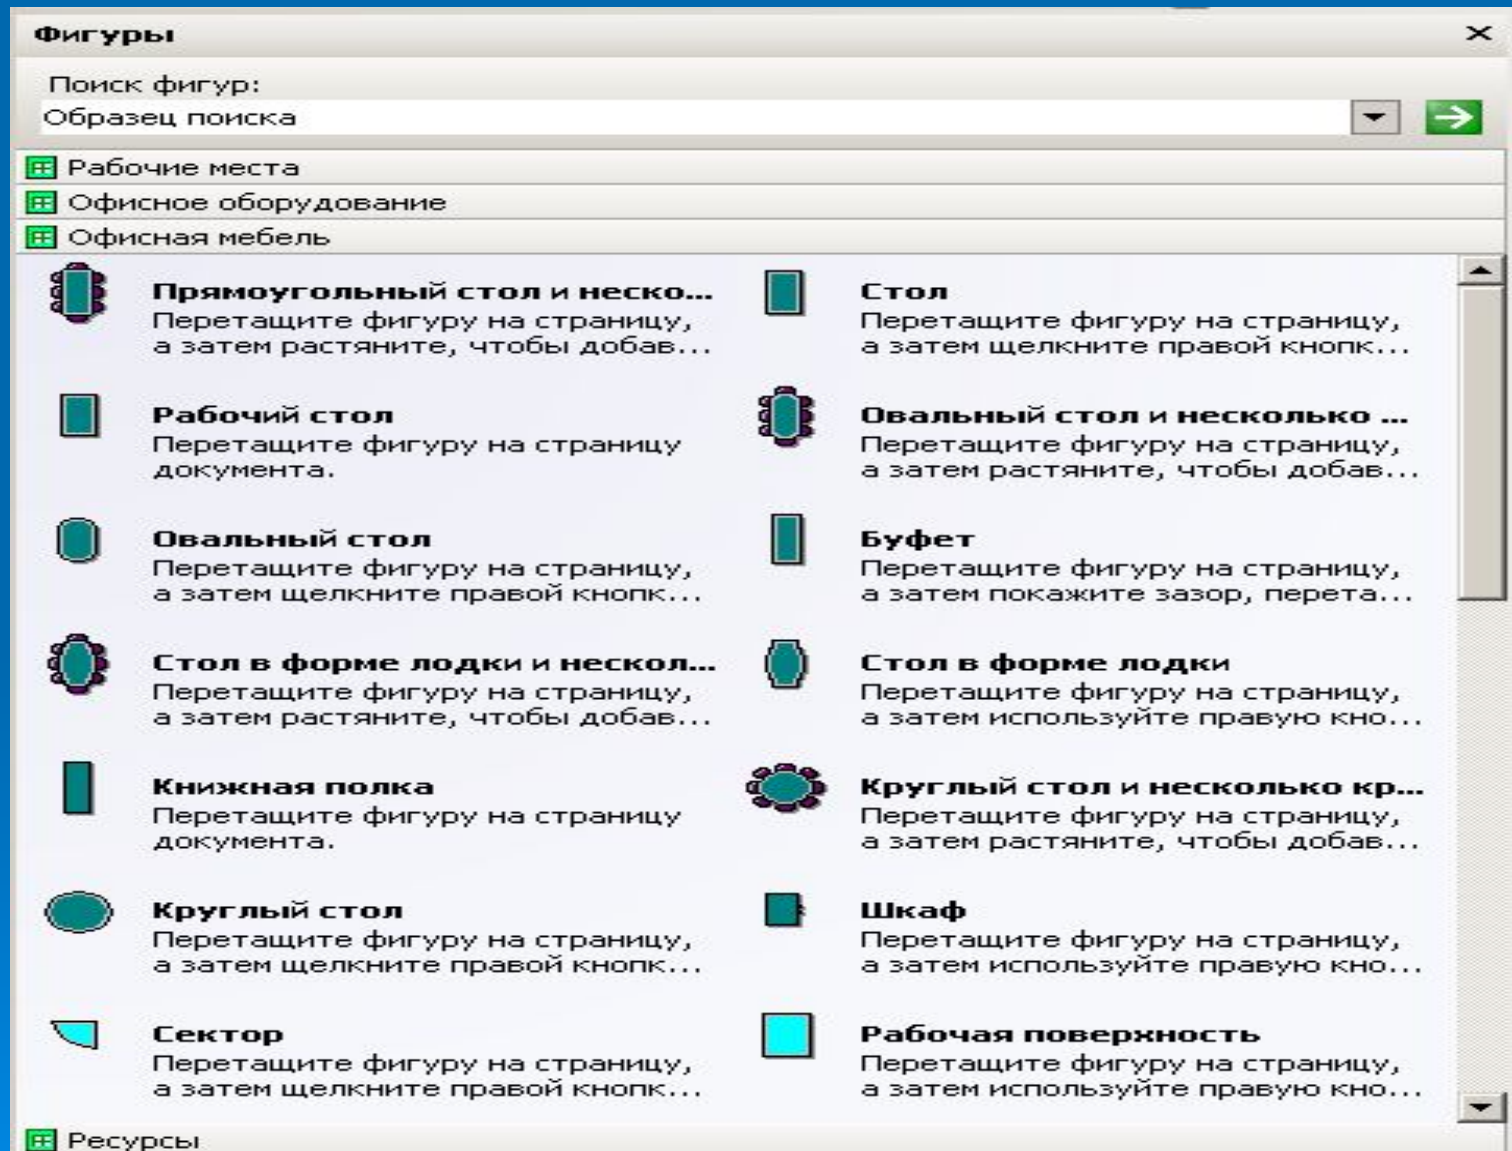 Фигуры
Поиск фигур:
Образец поиска
Рабочие места
Офисное оборудование
Офисная мебель
Прямоугольный стол и неско...
Перетащите фигуру на страницу,
а затем растяните, чтобы добав...
Стол
Перетащите фигуру на страницу,
а затем щелкните правой кнопк...
Рабочий стол
Перетащите фигуру на страницу
документа.
Овальный стол и несколько ...
Перетащите фигуру на страницу,
а затем растяните, чтобы добав...
Овальный стол
Перетащите фигуру на страницу,
а затем щелкните правой кнопк...
Буфет
Перетащите фигуру на страницу,
а затем покажите зазор, перета...
Стол в форме лодки и нескол...
Перетащите фигуру на страницу,
а затем растяните, чтобы добав...
Стол в форме лодки
Перетащите фигуру на страницу,
а затем используйте правую кно...
Книжная полка
Перетащите фигуру на страницу
документа.
Круглый стол и несколько кр...
Перетащите фигуру на страницу,
а затем растяните, чтобы добав...
Круглый стол
Перетащите фигуру на страницу,
а затем щелкните правой кнопк...
Шкаф
Перетащите фигуру на страницу,
а затем используйте правую кно...
Сектор
Перетащите фигуру на страницу,
а затем щелкните правой кнопк...
Рабочая поверхность
Перетащите фигуру на страницу,
а затем используйте правую кно...
Ресурсы